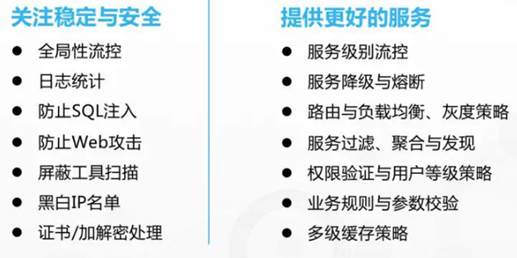 关注稳定与安全
● 全局性流控
● 日志统计
● 防止SQL注入
● 防止Web攻击
● 屏蔽工具扫描
● 黑白IP名单
● 证书/加解密处理
提供更好的服务
● 服务级别流控
● 服务降级与熔断
● 路由与负载均衡、灰度策略
● 服务过滤、聚合与发现
● 权限验证与用户等级策略
● 业务规则与参数校验
● 多级缓存策略